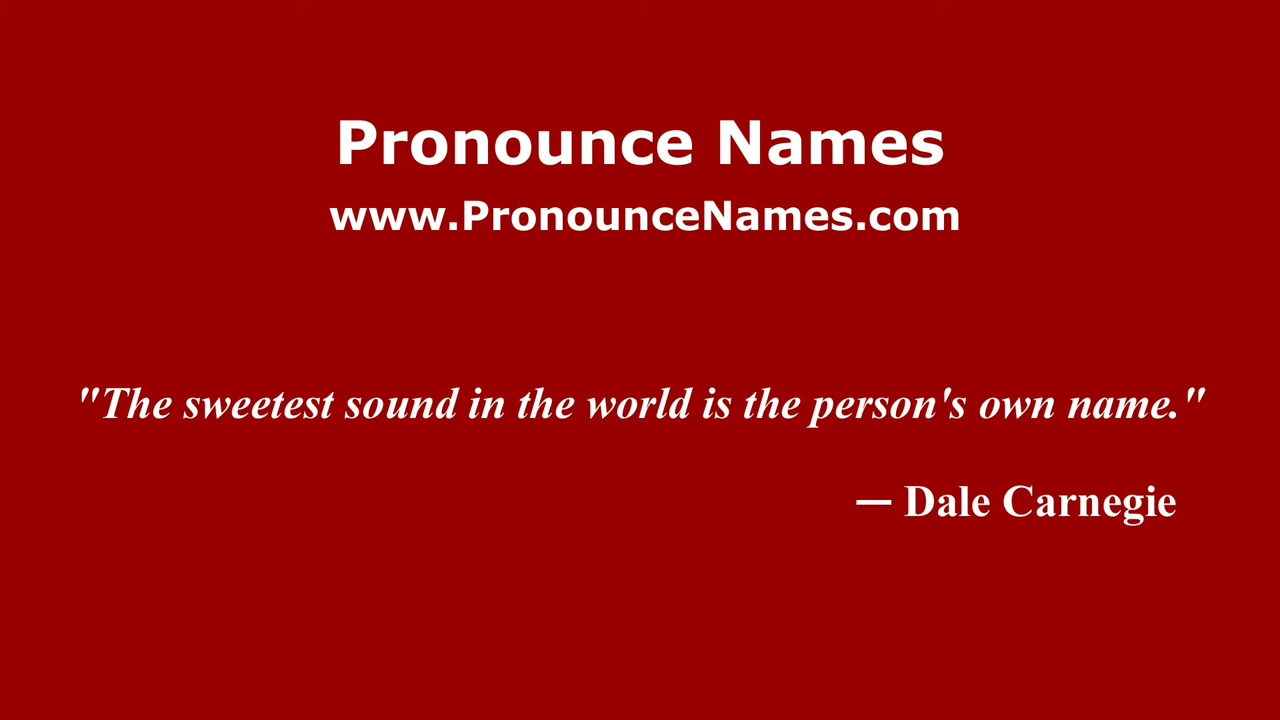 Pronounce Names
www.PronounceNames.com
"The sweetest sound in the world is the person's own name."
— Dale Carnegie